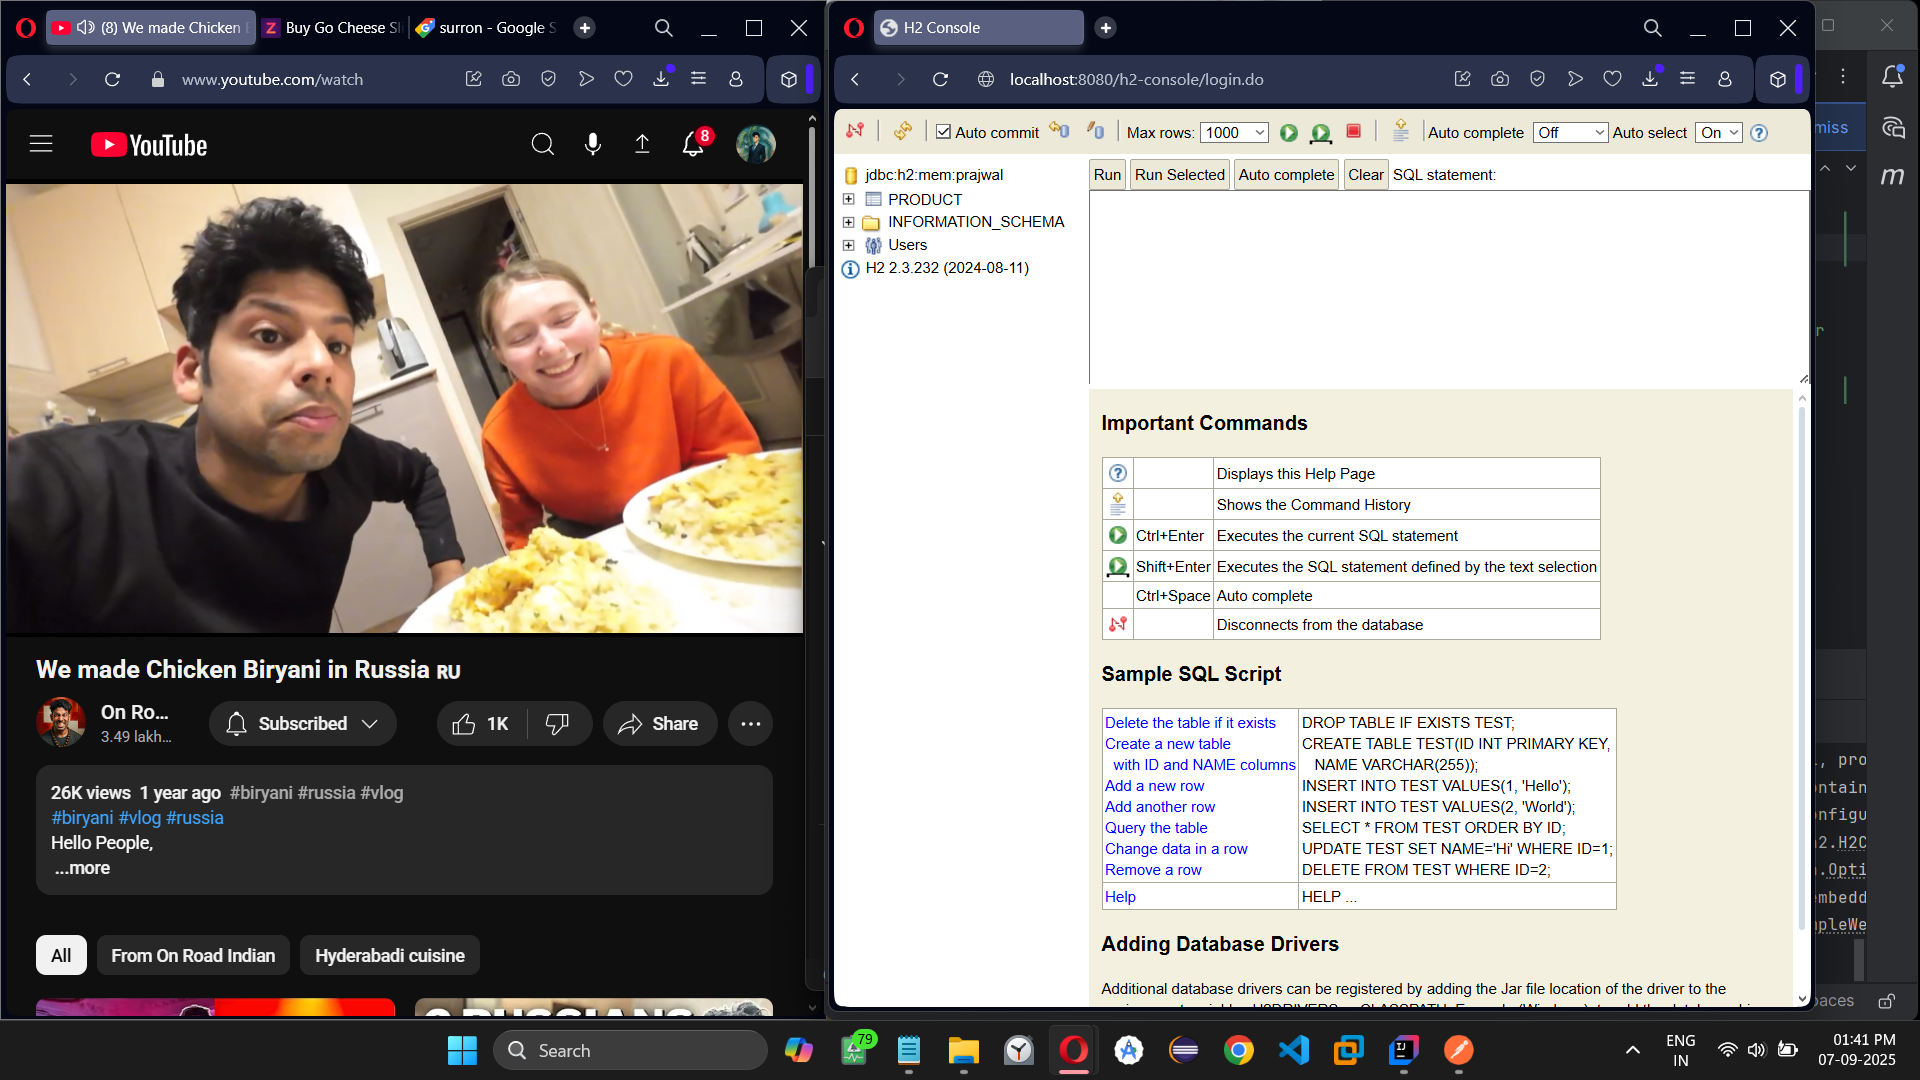 (8) We made Chicken
Buy Go Cheese Sli
surron - Google S
www.youtube.com/watch
YouTube
8
We made Chicken Biryani in Russia RU
On Ro...
3.49 lakh...
Subscribed
1K
Share
26K views 1 year ago #biryani #russia #vlog
#biryani #vlog #russia
Hello People,
...more
All
From On Road Indian
Hyderabadi cuisine
H2 Console
localhost:8080/h2-console/login.do
Auto commit
Max rows: 1000
Auto complete Off
Auto select On
jdbc:h2:mem:prajwal
PRODUCT
INFORMATION_SCHEMA
Users
H2 2.3.232 (2024-08-11)
Run
Run Selected
Auto complete
Clear
SQL statement:
Important Commands
Displays this Help Page
Shows the Command History
Ctrl+Enter Executes the current SQL statement
Shift+Enter Executes the SQL statement defined by the text selection
Ctrl+Space Auto complete
Disconnects from the database
Sample SQL Script
Delete the table if it exists DROP TABLE IF EXISTS TEST;
Create a new table CREATE TABLE TEST(ID INT PRIMARY KEY,
with ID and NAME columns NAME VARCHAR(255));
Add a new row INSERT INTO TEST VALUES(1, 'Hello');
Add another row INSERT INTO TEST VALUES(2, 'World');
Query the table SELECT * FROM TEST ORDER BY ID;
Change data in a row UPDATE TEST SET NAME='Hi' WHERE ID=1;
Remove a row DELETE FROM TEST WHERE ID=2;
Help HELP ...
Adding Database Drivers
Additional database drivers can be registered by adding the Jar file location of the driver to the
miss
m
r
, pro
ontain
onfigu
2.H2C
.Opti
mbedd
pleWe
paces
Search
79
ENG
IN
01:41 PM
07-09-2025